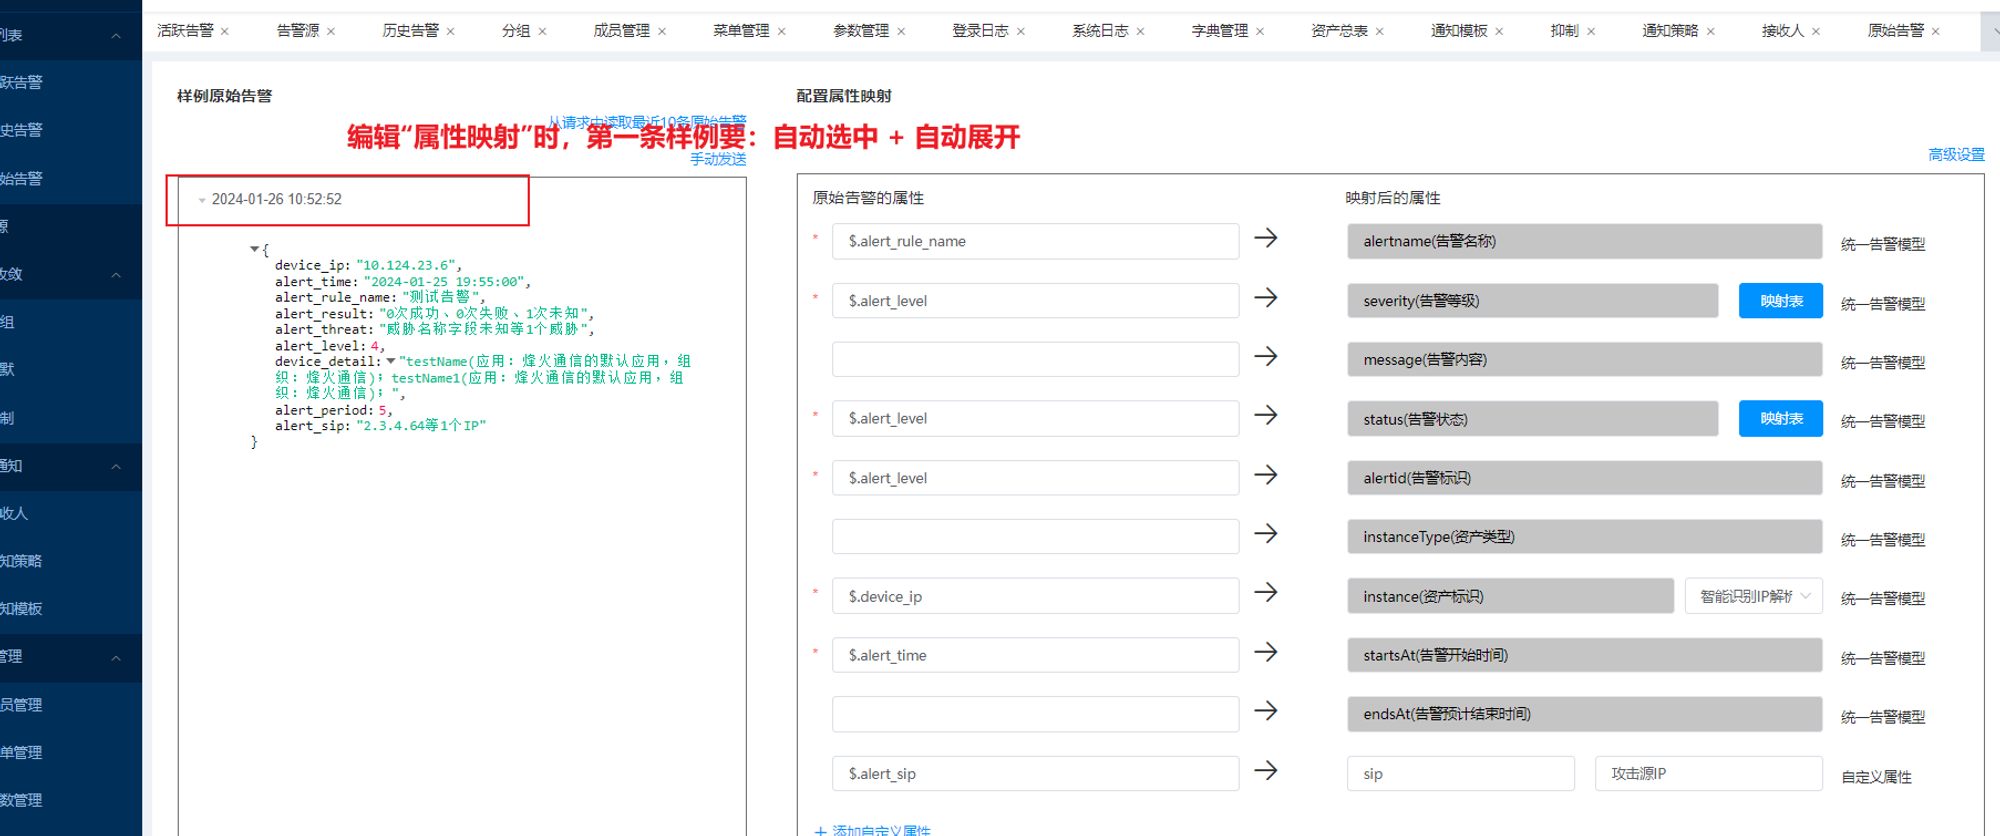 活跃告警 × 告警源 × 历史告警 × 分组 × 成员管理 × 菜单管理 × 参数管理 × 登录日志 × 系统日志 × 字典管理 × 资产总表 × 通知模板 × 抑制 × 通知策略 × 接收人 × 原始告警 ×
列表
跃告警
史告警
始告警
源
收敛
组
默
制
通知
收人
知策略
知模板
管理
员管理
单管理
数管理
样例原始告警
从请求中读取最近10条原始告警
编辑“属性映射”时，第一条样例要：自动选中 + 自动展开
手动发送
2024-01-26 10:52:52
{
device_ip: "10.124.23.6",
alert_time: "2024-01-25 19:55:00",
alert_rule_name: "测试告警",
alert_result: "0次成功、0次失败、1次未知",
alert_threat: "威胁名称字段未知等1个威胁",
alert_level: 4,
device_detail: "testName(应用: 烽火通信的默认应用，组
织: 烽火通信); testName1(应用: 烽火通信的默认应用，组
织: 烽火通信); ",
alert_period: 5,
alert_sip: "2.3.4.64等1个IP"
}
配置属性映射
高级设置
原始告警的属性 映射后的属性
* $.alert_rule_name → alertname(告警名称) 统一告警模型
* $.alert_level → severity(告警等级) 映射表 统一告警模型
→ message(告警内容) 统一告警模型
* $.alert_level → status(告警状态) 映射表 统一告警模型
* $.alert_level → alertid(告警标识) 统一告警模型
→ instanceType(资产类型) 统一告警模型
* $.device_ip → instance(资产标识) 智能识别IP解析 统一告警模型
* $.alert_time → startsAt(告警开始时间) 统一告警模型
→ endsAt(告警预计结束时间) 统一告警模型
$.alert_sip → sip 攻击源IP 自定义属性
+ 添加自定义属性